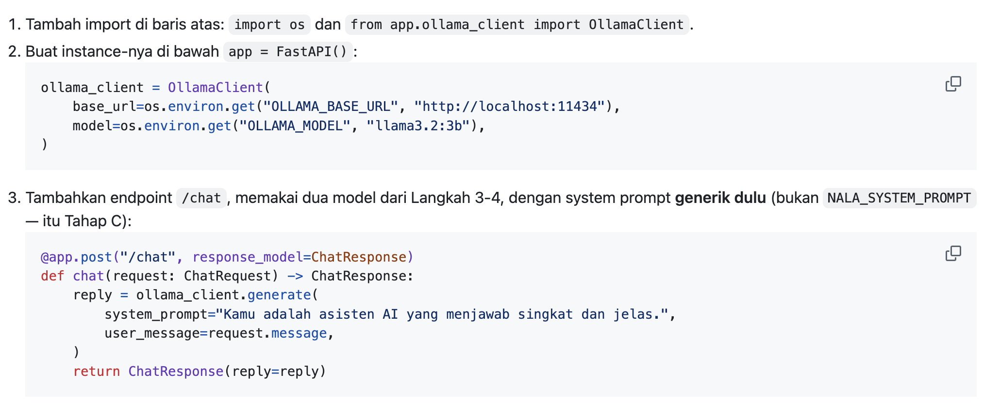 1. Tambah import di baris atas: import os dan from app.ollama_client import OllamaClient.
2. Buat instance-nya di bawah app = FastAPI():
ollama_client = OllamaClient(
    base_url=os.environ.get("OLLAMA_BASE_URL", "http://localhost:11434"),
    model=os.environ.get("OLLAMA_MODEL", "llama3.2:3b"),
)
3. Tambahkan endpoint /chat, memakai dua model dari Langkah 3-4, dengan system prompt generik dulu (bukan NALA_SYSTEM_PROMPT
— itu Tahap C):
@app.post("/chat", response_model=ChatResponse)
def chat(request: ChatRequest) -> ChatResponse:
    reply = ollama_client.generate(
        system_prompt="Kamu adalah asisten AI yang menjawab singkat dan jelas.",
        user_message=request.message,
    )
    return ChatResponse(reply=reply)